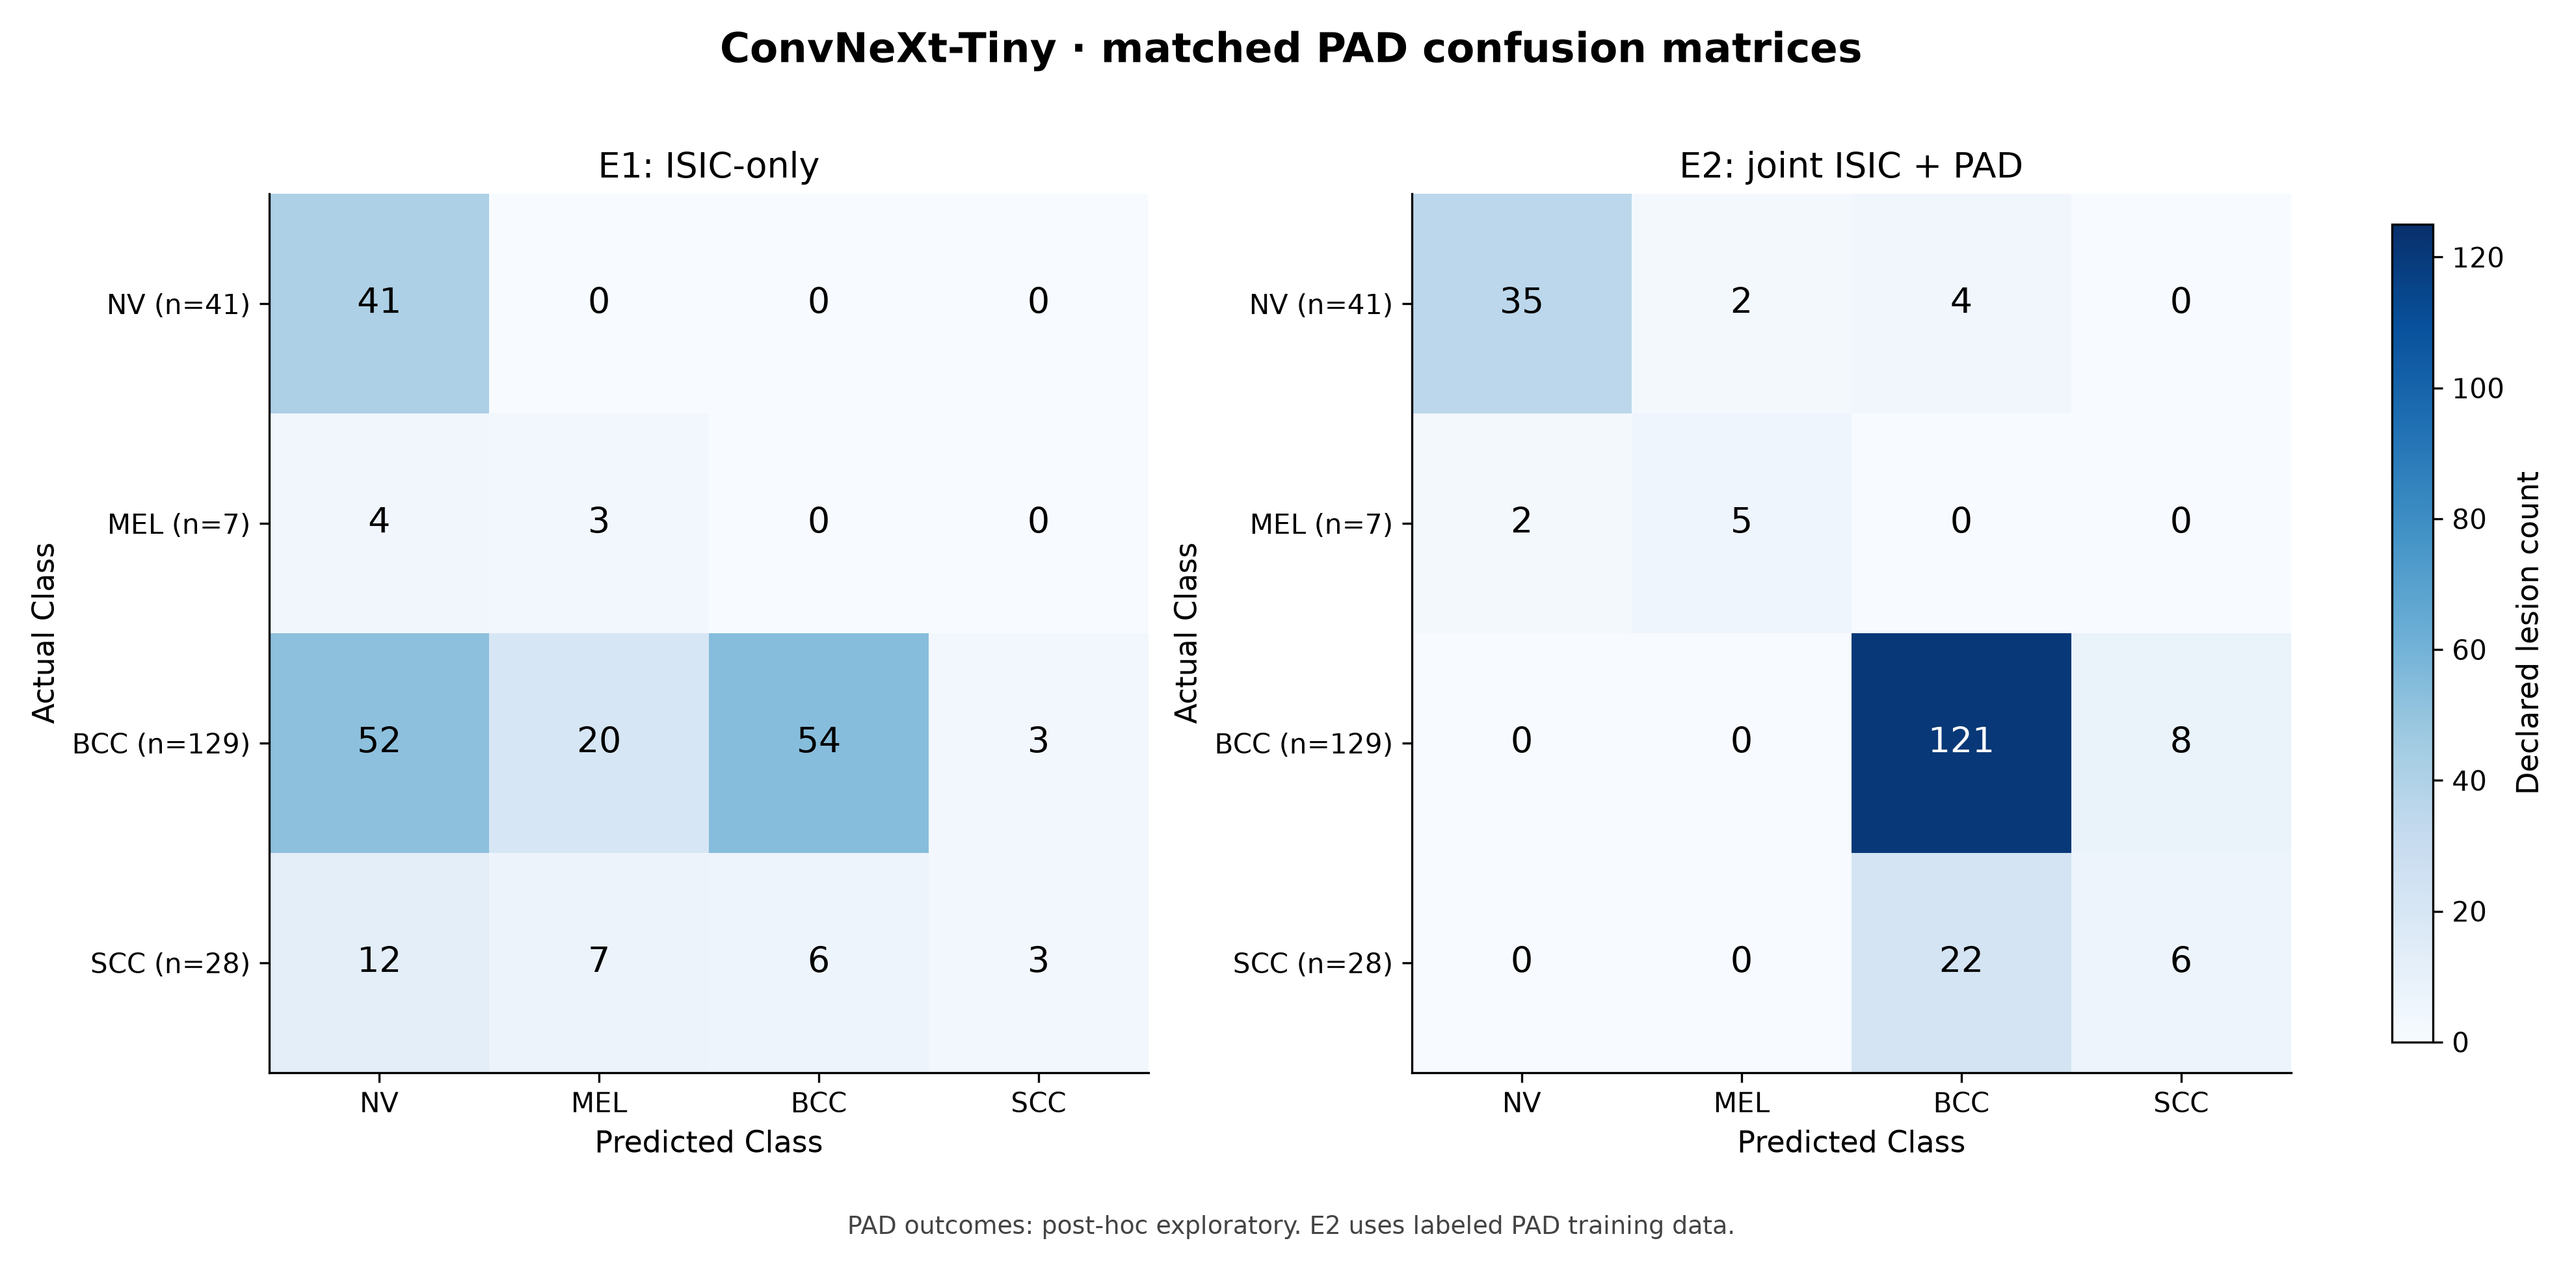 ConvNeXt-Tiny · matched PAD confusion matrices
E1: ISIC-only
Actual Class
NV (n=41) 41 0 0 0
MEL (n=7) 4 3 0 0
BCC (n=129) 52 20 54 3
SCC (n=28) 12 7 6 3
NV MEL BCC SCC
Predicted Class
E2: joint ISIC + PAD
Actual Class
NV (n=41) 35 2 4 0
MEL (n=7) 2 5 0 0
BCC (n=129) 0 0 121 8
SCC (n=28) 0 0 22 6
NV MEL BCC SCC
Predicted Class
120
100
80
60
40
20
0
Declared lesion count
PAD outcomes: post-hoc exploratory. E2 uses labeled PAD training data.